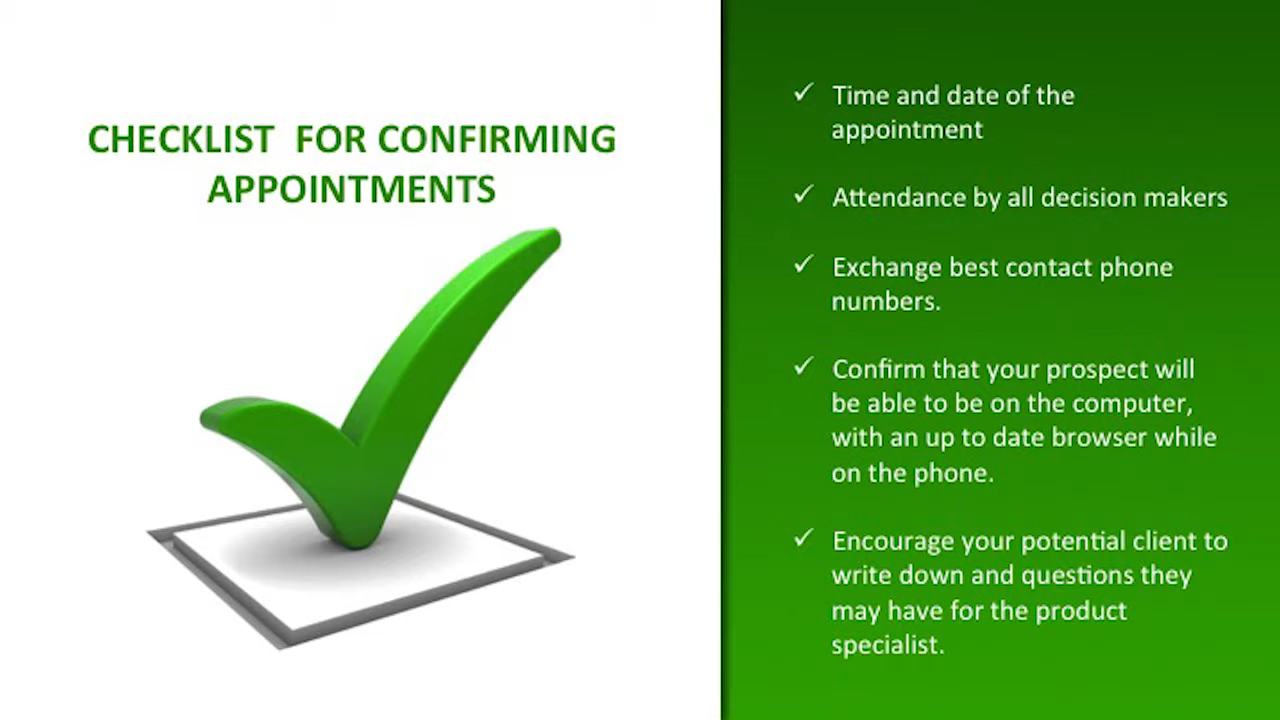 CHECKLIST FOR CONFIRMING
APPOINTMENTS
✓ Time and date of the
appointment
✓ Attendance by all decision makers
✓ Exchange best contact phone
numbers.
✓ Confirm that your prospect will
be able to be on the computer,
with an up to date browser while
on the phone.
✓ Encourage your potential client to
write down and questions they
may have for the product
specialist.